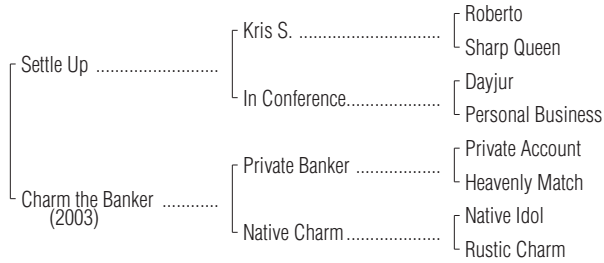 Roberto
Kris S. ..............................
Sharp Queen
Settle Up ..........................
Dayjur
In Conference....................
Personal Business
Private Account
Private Banker ..................
Heavenly Match
Charm the Banker ............
(2003)
Native Idol
Native Charm....................
Rustic Charm